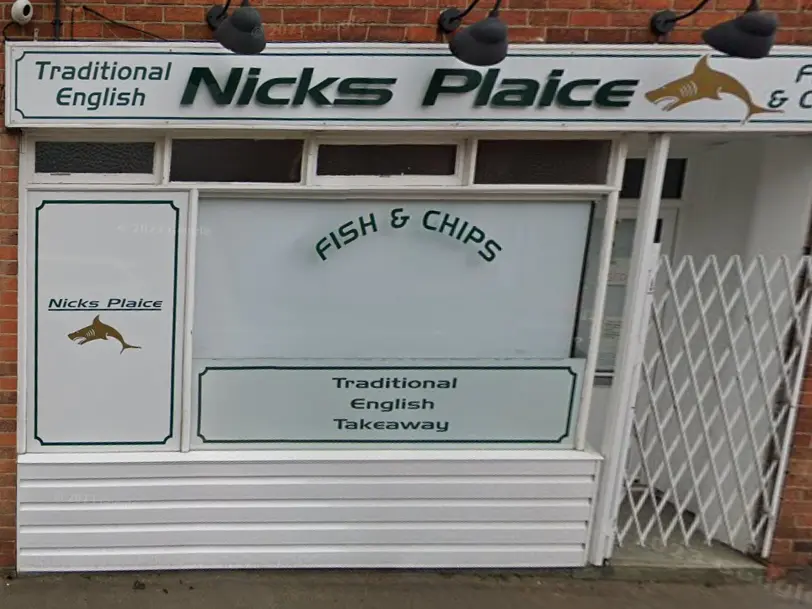 Traditional
English
Nicks Plaice
& C
FISH & CHIPS
Nicks Plaice
Traditional
English
Takeaway